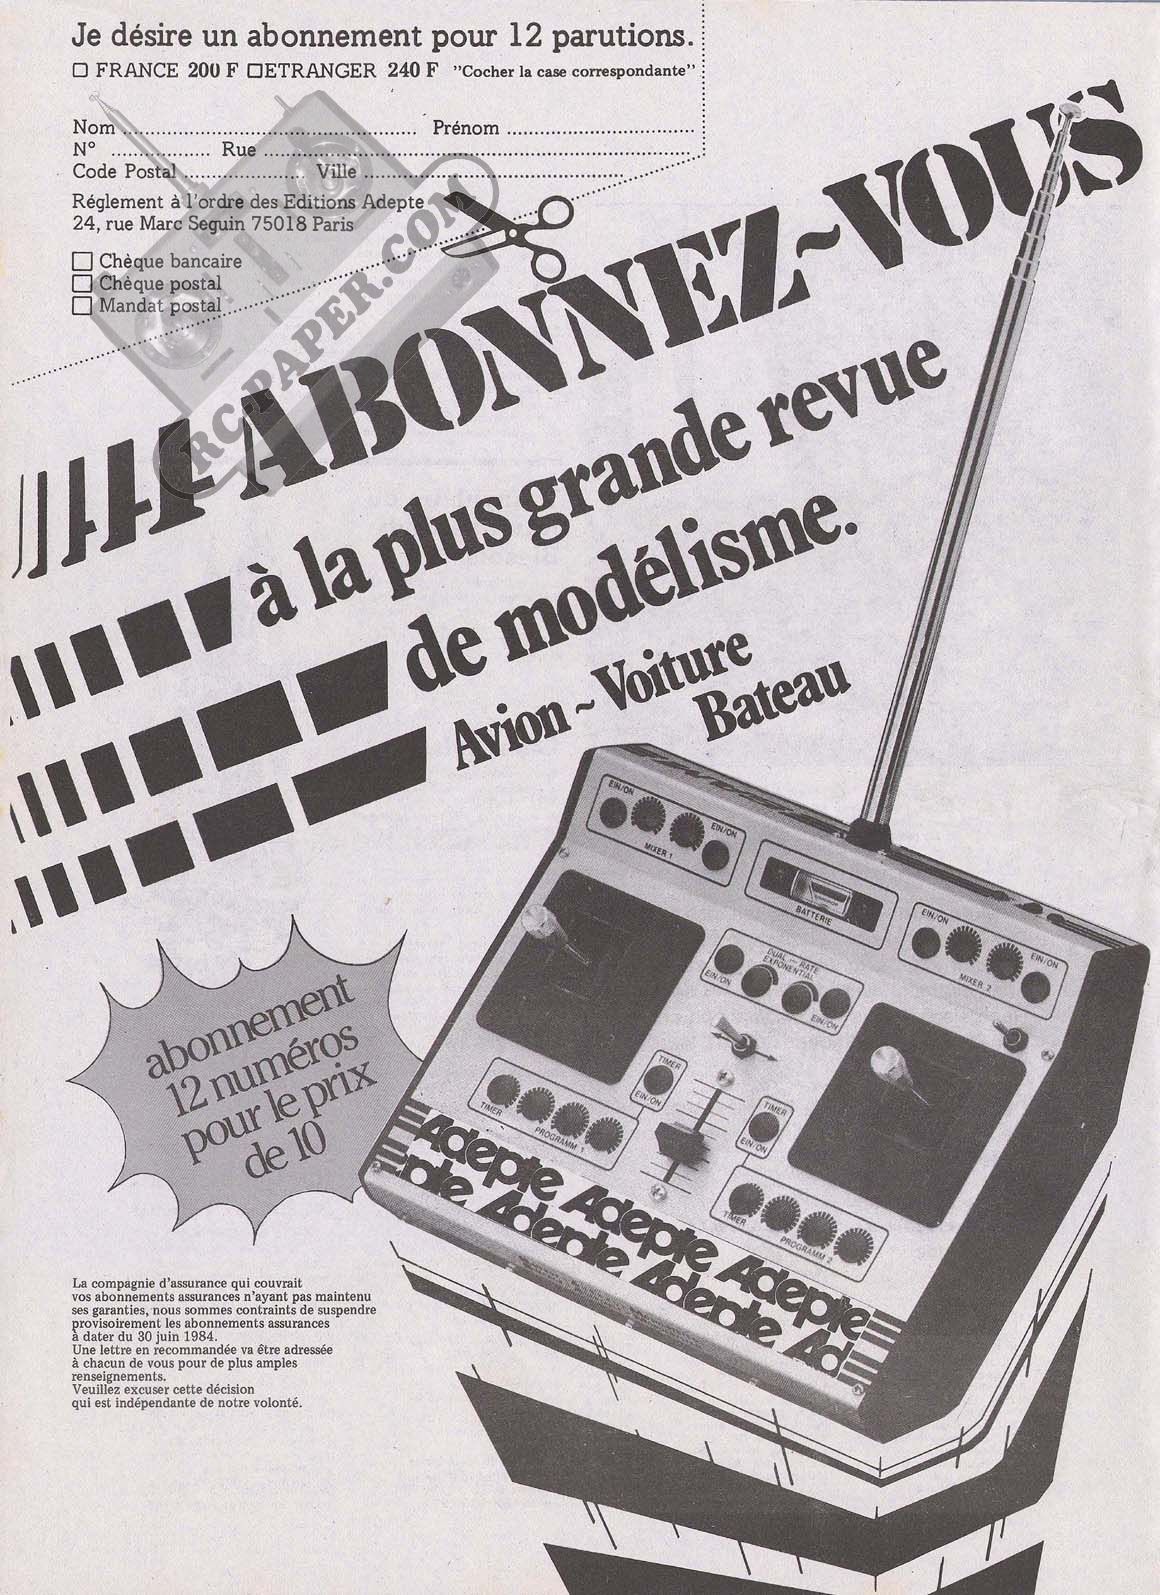 Je désire un abonnement pour 12 parutions.
□ FRANCE 200 F □ETRANGER 240 F "Cocher la case correspondante"
Nom ............ Prénom ............
N° ............ Rue ............
Code Postal ............ Ville ............
Réglement à l'ordre des Editions Adepte
24, rue Marc Seguin 75018 Paris
□ Chèque bancaire
□ Chéque postal
□ Mandat postal
RC-PAPER.COM
ABONNEZ~VOUS
à la plus grande revue
de modélisme.
Avion ~ Voiture
Bateau
abonnement
12 numéros
pour le prix
de 10
EIN/ON
EIN/ON
MIXER 1
BATTERIE
EIN/ON
EIN/ON
MIXER 2
DUAL — RATE
EXPONENTIAL
EIN/ON
EIN/ON
TIMER
EIN/ON
TIMER
EIN/ON
TIMER
PROGRAMM 1
TIMER
PROGRAMM 2
Adepte Adepte Adepte
pte Adepte Adepte Ad
La compagnie d'assurance qui couvrait
vos abonnements assurances n'ayant pas maintenu
ses garanties, nous sommes contraints de suspendre
provisoirement les abonnements assurances
à dater du 30 juin 1984.
Une lettre en recommandée va être adressée
à chacun de vous pour de plus amples
renseignements.
Veuillez excuser cette décision
qui est indépendante de notre volonté.